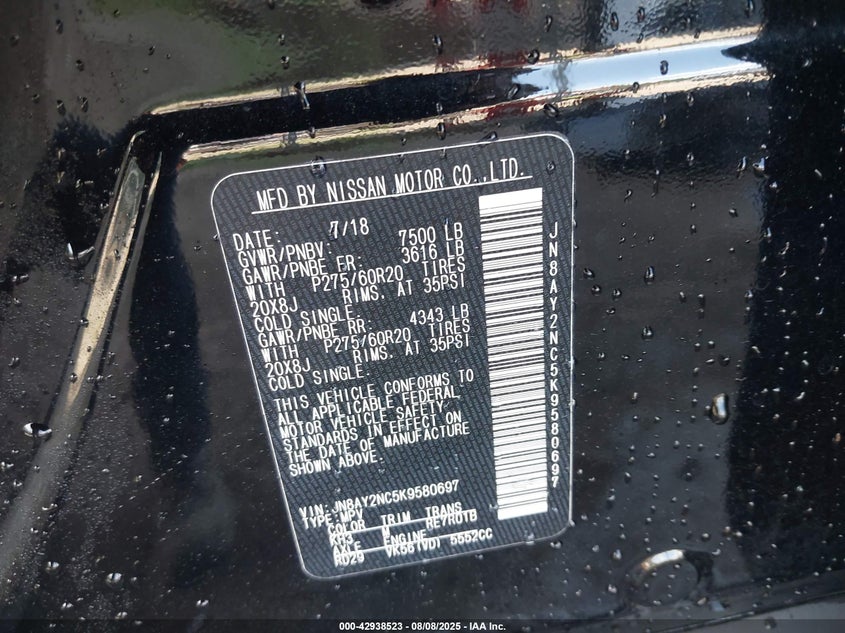 MFD BY NISSAN MOTOR CO.,LTD.
DATE: 7/18
GVWR/PNBV: 7500 LB
GAWR/PNBE FR: 3616 LB
WITH P275/60R20 TIRES
20X8J RIMS. AT 35PSI
COLD SINGLE.
GAWR/PNBE RR: 4343 LB
WITH P275/60R20 TIRES
20X8J RIMS. AT 35PSI
COLD SINGLE.
THIS VEHICLE CONFORMS TO
ALL APPLICABLE FEDERAL
MOTOR VEHICLE SAFETY
STANDARDS IN EFFECT ON
THE DATE OF MANUFACTURE
SHOWN ABOVE.
VIN:JN8AY2NC5K9580697
TYPE:MPV
COLOR TRIM TRANS
KH3 RE7R01B
AXLE ENGINE
RD29 VK56(VD) 5552CC
JN8AY2NC5K9580697
000-42938523 - 08/08/2025 - IAA Inc.